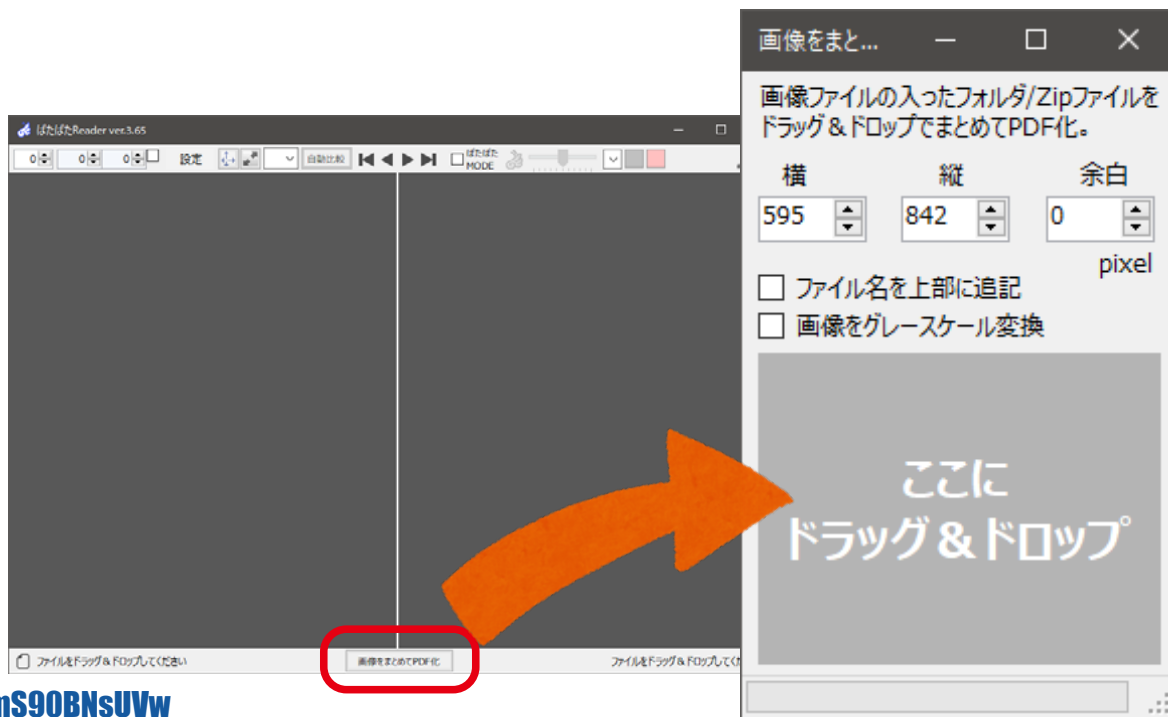 画像をまと...
画像ファイルの入ったフォルダ/Zipファイルを
ドラッグ＆ドロップでまとめてPDF化。
横 縦 余白
595 842 0
pixel
ファイル名を上部に追記
画像をグレースケール変換
ここに
ドラッグ＆ドロップ
ぱたぱたReader ver.3.65
0 0 0 設定 自動比較 ぱたぱた
MODE
ファイルをドラッグ＆ドロップしてください 画像をまとめてPDF化 ファイルをドラッグ＆ドロップしてく
mS90BNsUVw